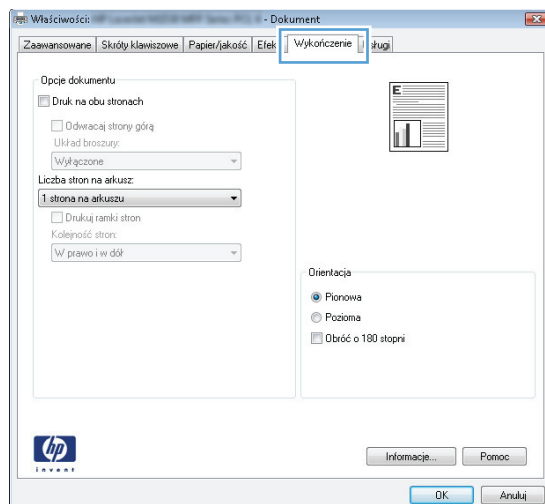 Właściwości: - Dokument
Zaawansowane Skróty klawiszowe Papier/jakość Efek Wykończenie sługi
Opcje dokumentu
Druk na obu stronach
Odwracaj strony górą
Układ broszury:
Wyłączone
Liczba stron na arkusz:
1 strona na arkuszu
Drukuj ramki stron
Kolejność stron:
W prawo i w dół
E
Orientacja
Pionowa
Pozioma
Obróć o 180 stopni
hp
invent
Informacje... Pomoc
OK Anuluj